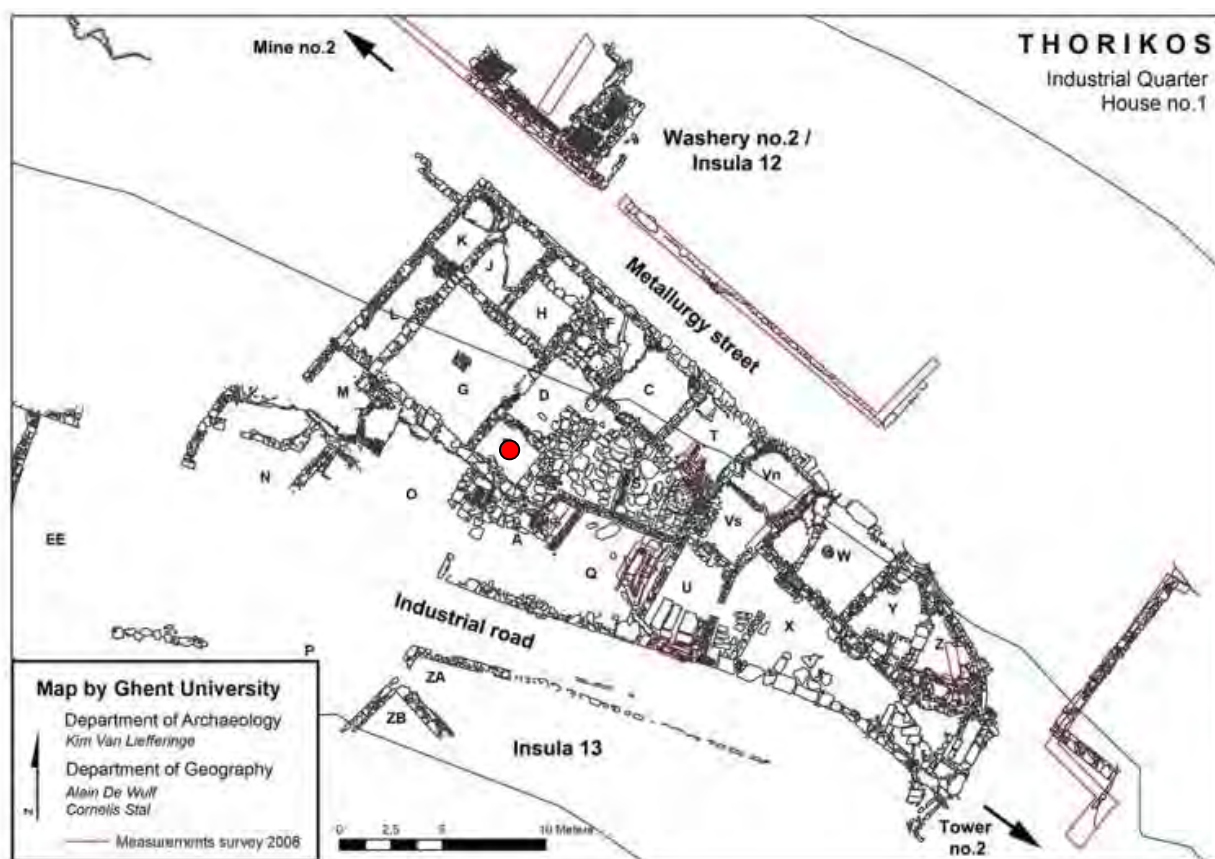 THORIKOS
Industrial Quarter
House no.1
Mine no.2
Washery no.2 /
Insula 12
Metallurgy street
K
J
H
F
L
C
G
D
M
T
Vn
S
N
O
Vs
EE
A
W
Q
U
Y
X
Z
Industrial road
P
ZA
ZB
Insula 13
Map by Ghent University
Department of Archaeology
Kim Van Liefferinge
Department of Geography
Alain De Wulf
Cornelis Stal
Measurements survey 2008
z
0 2,5 5 10 Meters
Tower
no.2